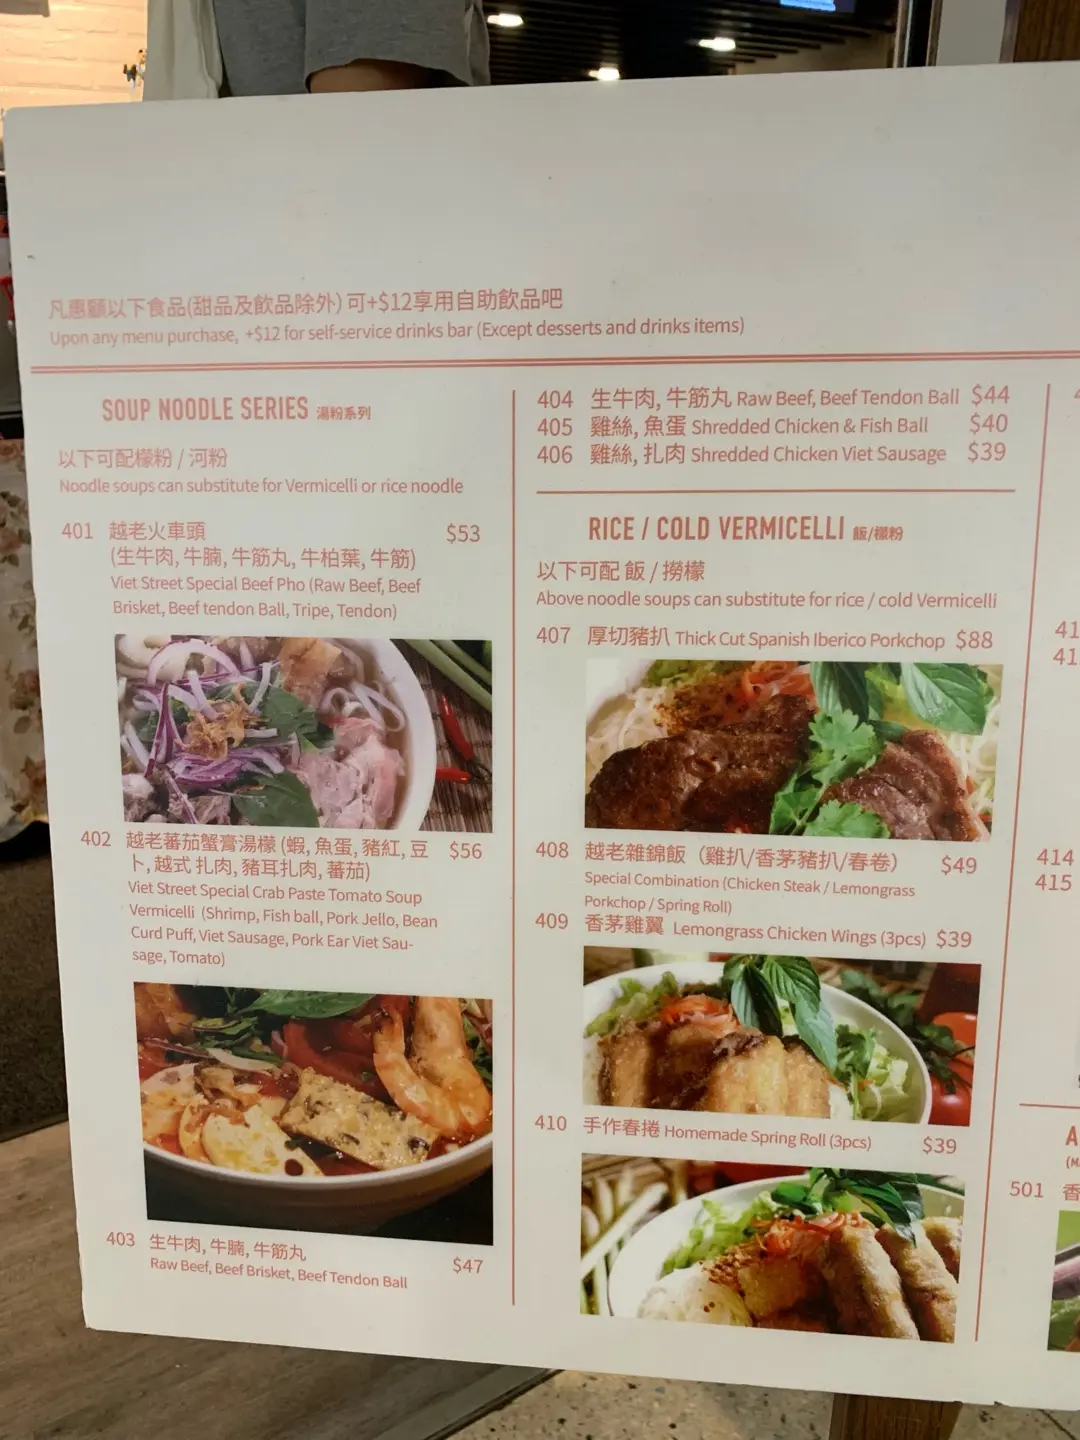 凡惠顧以下食品(甜品及飲品除外) 可+$12享用自助飲品吧
Upon any menu purchase, +$12 for self-service drinks bar (Except desserts and drinks items)
SOUP NOODLE SERIES 湯粉系列
以下可配檬粉 / 河粉
Noodle soups can substitute for Vermicelli or rice noodle
401 越老火車頭 $53
(生牛肉, 牛腩, 牛筋丸, 牛柏葉, 牛筋)
Viet Street Special Beef Pho (Raw Beef, Beef
Brisket, Beef tendon Ball, Tripe, Tendon)
402 越老蕃茄蟹膏湯檬 (蝦, 魚蛋, 豬紅, 豆 $56
卜, 越式 扎肉, 豬耳扎肉, 蕃茄)
Viet Street Special Crab Paste Tomato Soup
Vermicelli (Shrimp, Fish ball, Pork Jello, Bean
Curd Puff, Viet Sausage, Pork Ear Viet Sau-
sage, Tomato)
403 生牛肉, 牛腩, 牛筋丸 $47
Raw Beef, Beef Brisket, Beef Tendon Ball
404 生牛肉, 牛筋丸 Raw Beef, Beef Tendon Ball $44
405 雞絲, 魚蛋 Shredded Chicken & Fish Ball $40
406 雞絲, 扎肉 Shredded Chicken Viet Sausage $39
RICE / COLD VERMICELLI 飯/檬粉
以下可配 飯 / 撈檬
Above noodle soups can substitute for rice / cold Vermicelli
407 厚切豬扒 Thick Cut Spanish Iberico Porkchop $88
408 越老雜錦飯（雞扒/香茅豬扒/春卷） $49
Special Combination (Chicken Steak / Lemongrass
Porkchop / Spring Roll)
409 香茅雞翼 Lemongrass Chicken Wings (3pcs) $39
410 手作春捲 Homemade Spring Roll (3pcs) $39
414
415
501 香